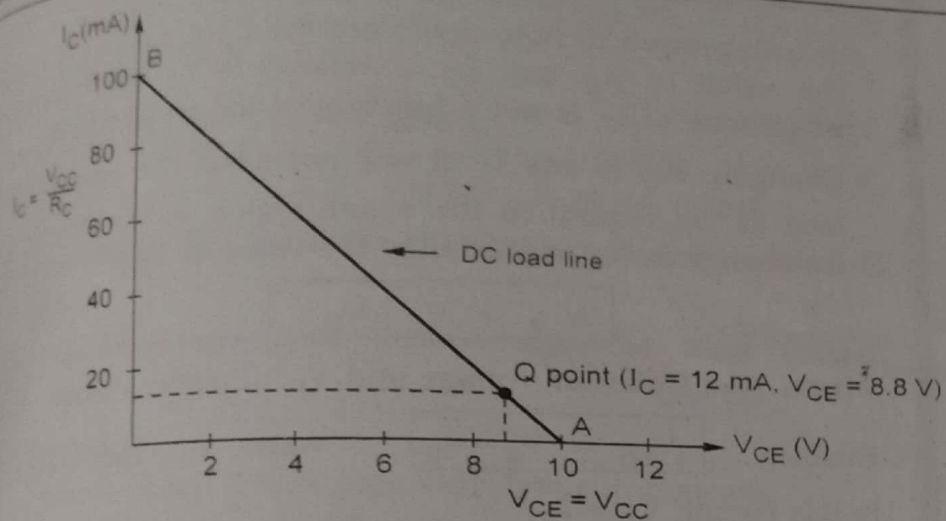 I_C (mA)
B
100
80
I_C = V_CC / R_C
60
DC load line
40
20
Q point (I_C = 12 mA, V_CE = 8.8 V)
A
V_CE (V)
2 4 6 8 10 12
V_CE = V_CC